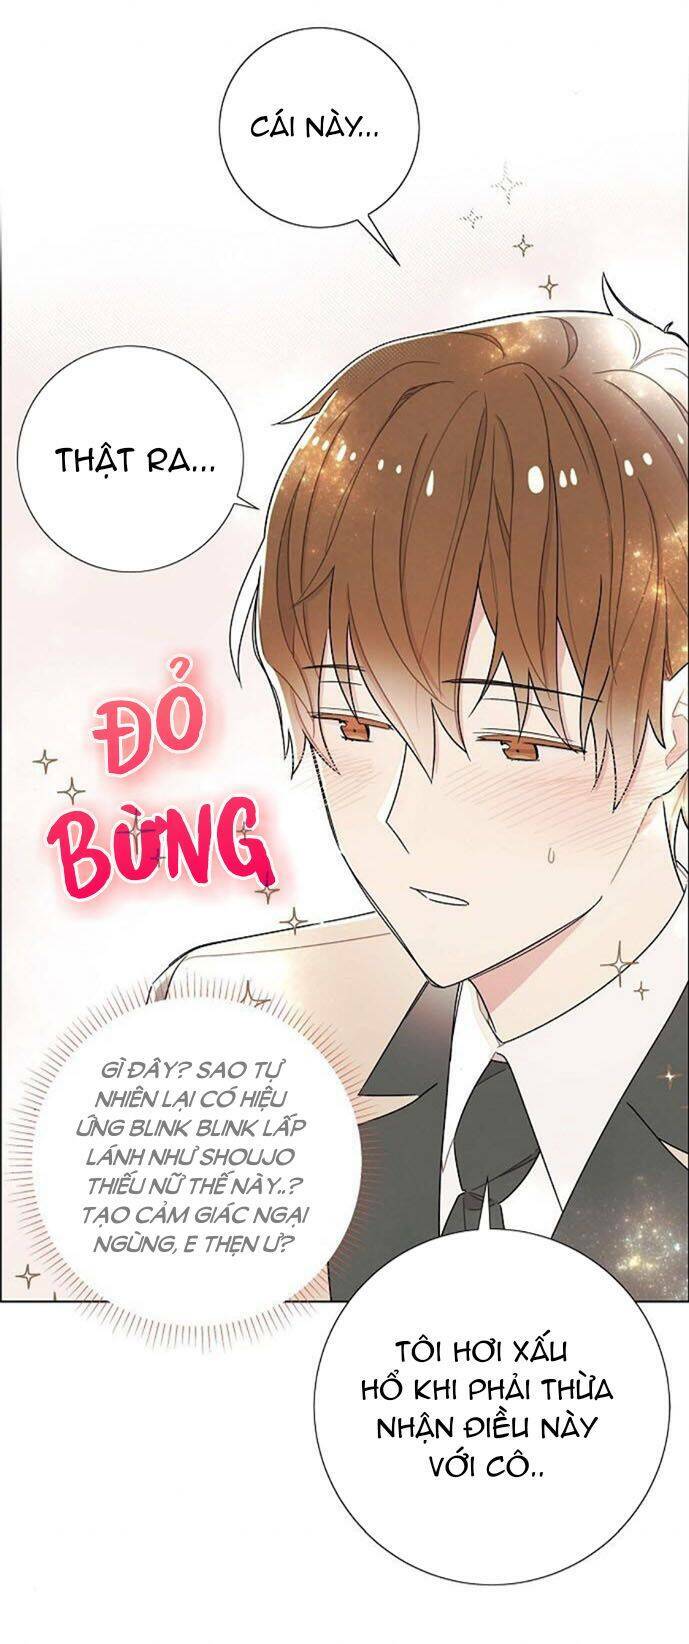 CÁI NÀY...
THẬT RA...
ĐỎ
BỪNG
GÌ ĐÂY? SAO TỰ
NHIÊN LẠI CÓ HIỆU
ỨNG BLINK BLINK LẤP
LÁNH NHƯ SHOUJO
THIẾU NỮ THẾ NÀY..?
TẠO CẢM GIÁC NGẠI
NGÙNG, E THẸN Ư?
TÔI HƠI XẤU
HỔ KHI PHẢI THỪA
NHẬN ĐIỀU NÀY
VỚI CÔ..